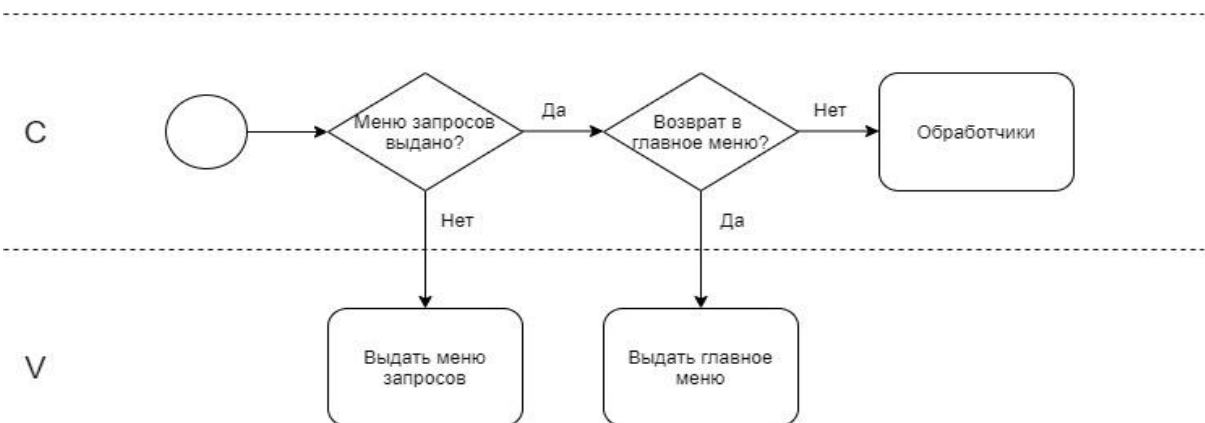 C
Меню запросов
выдано?
Да
Возврат в
главное меню?
Нет
Обработчики
Нет
Да
V
Выдать меню
запросов
Выдать главное
меню